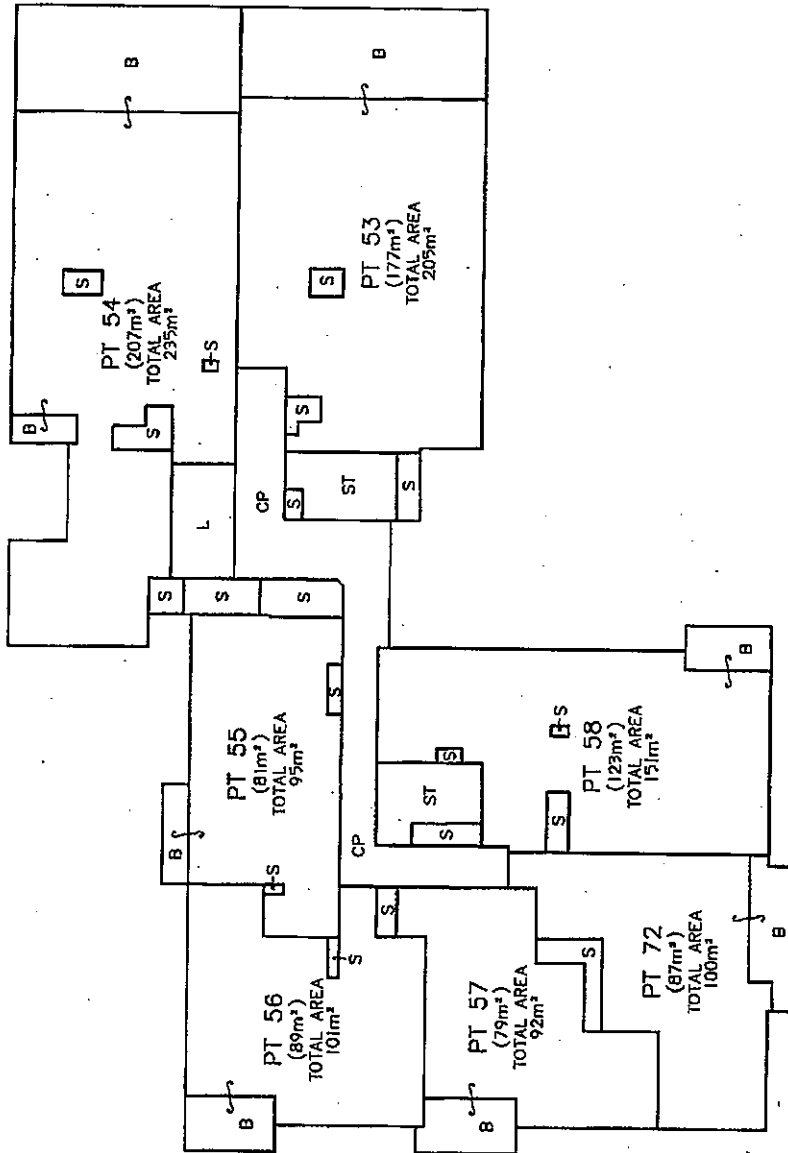 B
PT 54
(207m²)
TOTAL AREA
235m²
S
S
S
B
B
PT 53
(177m²)
TOTAL AREA
205m²
S
S
L
CP
S
ST
S
S
S
S
PT 55
(81m²)
TOTAL AREA
95m²
S
B
S
CP
PT 56
(89m²)
TOTAL AREA
101m²
S
B
S
PT 57
(79m²)
TOTAL AREA
92m²
B
S
ST
S
S
PT 58
(123m²)
TOTAL AREA
151m²
S
S
B
PT 72
(87m²)
TOTAL AREA
100m²
B